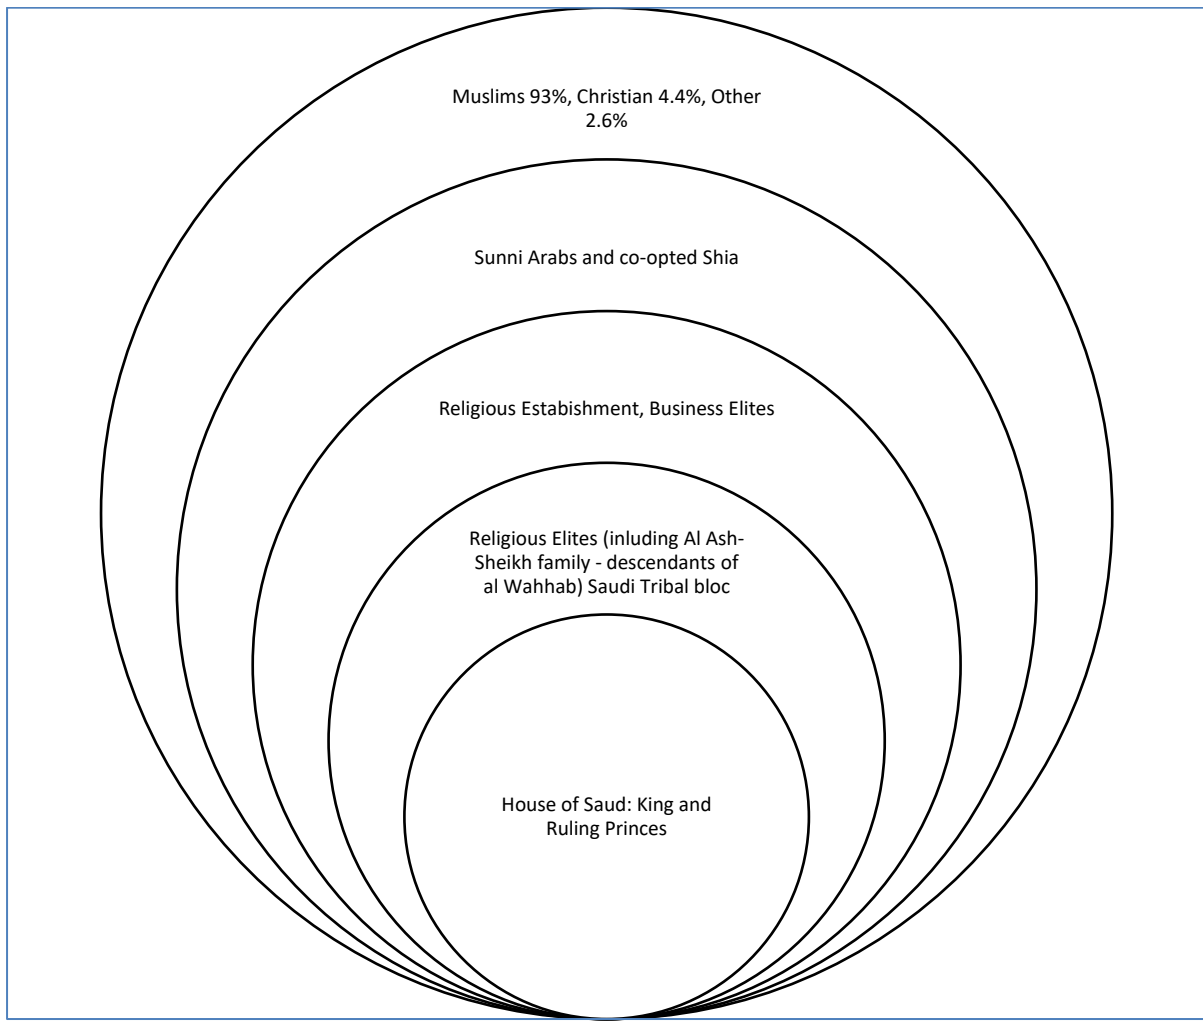 Muslims 93%, Christian 4.4%, Other
2.6%
Sunni Arabs and co-opted Shia
Religious Estabishment, Business Elites
Religious Elites (inluding Al Ash-
Sheikh family - descendants of
al Wahhab) Saudi Tribal bloc
House of Saud: King and
Ruling Princes